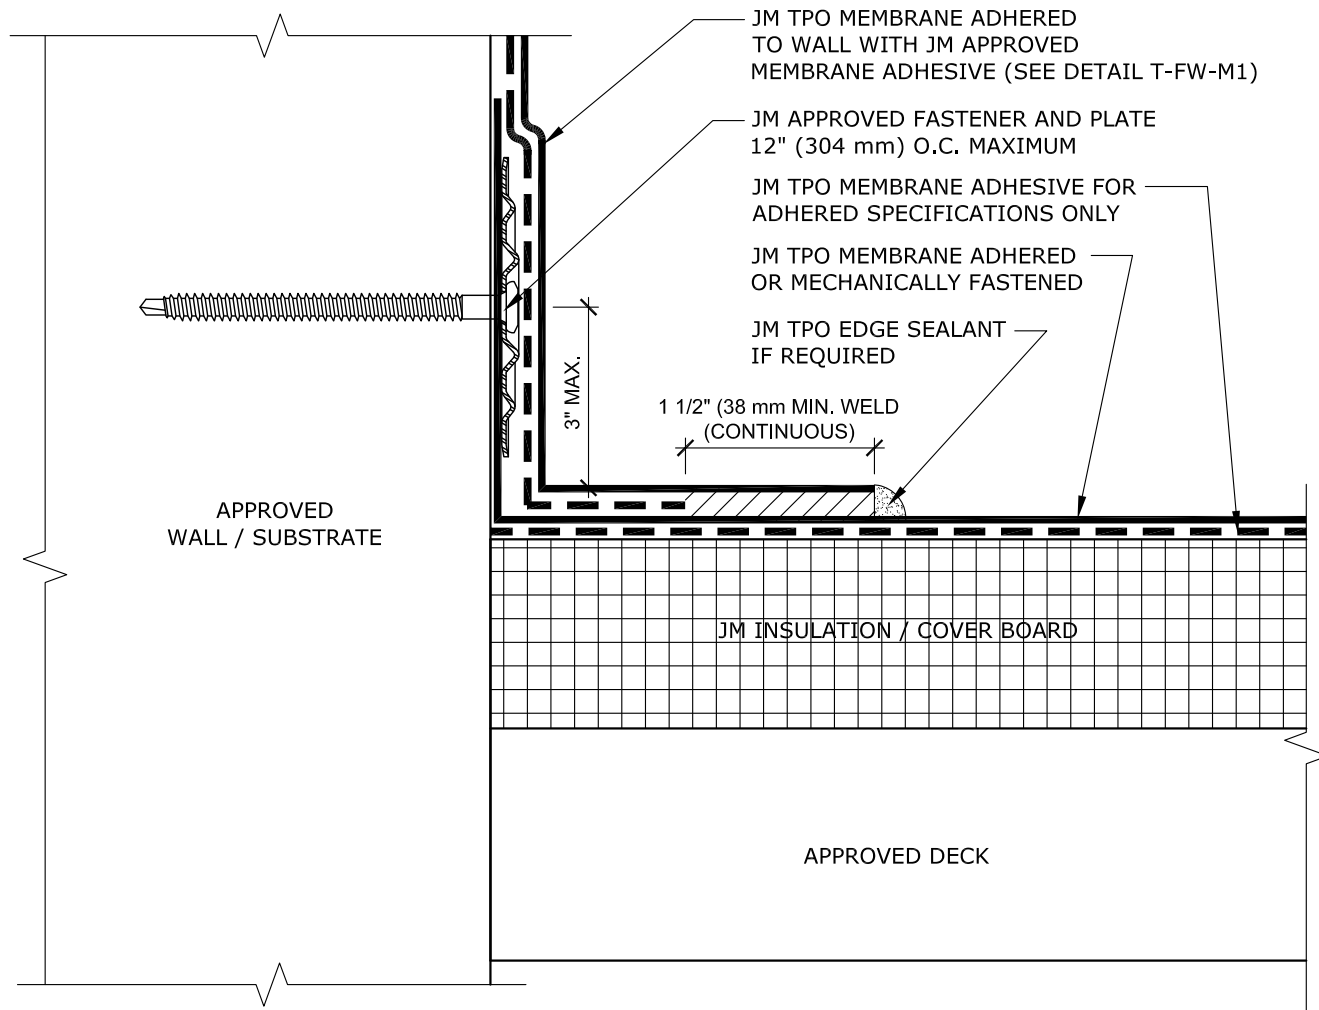 JM TPO MEMBRANE ADHERED
TO WALL WITH JM APPROVED
MEMBRANE ADHESIVE (SEE DETAIL T-FW-M1)
JM APPROVED FASTENER AND PLATE
12" (304 mm) O.C. MAXIMUM
JM TPO MEMBRANE ADHESIVE FOR
ADHERED SPECIFICATIONS ONLY
JM TPO MEMBRANE ADHERED
OR MECHANICALLY FASTENED
JM TPO EDGE SEALANT
IF REQUIRED
3" MAX.
1 1/2" (38 mm MIN. WELD
(CONTINUOUS)
APPROVED
WALL / SUBSTRATE
JM INSULATION / COVER BOARD
APPROVED DECK